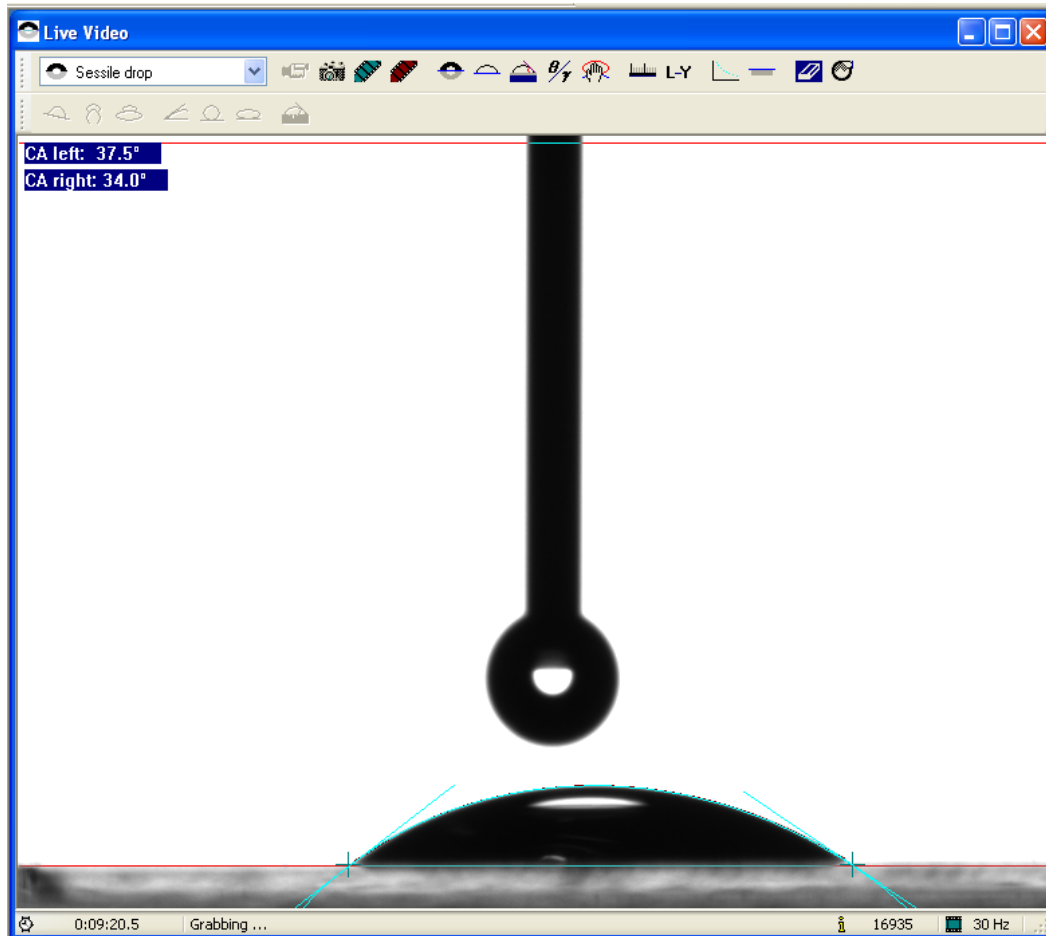 Live Video
Sessile drop
θ/γ L-Y
CA left: 37.5°
CA right: 34.0°
0:09:20.5 Grabbing ... 16935 30 Hz